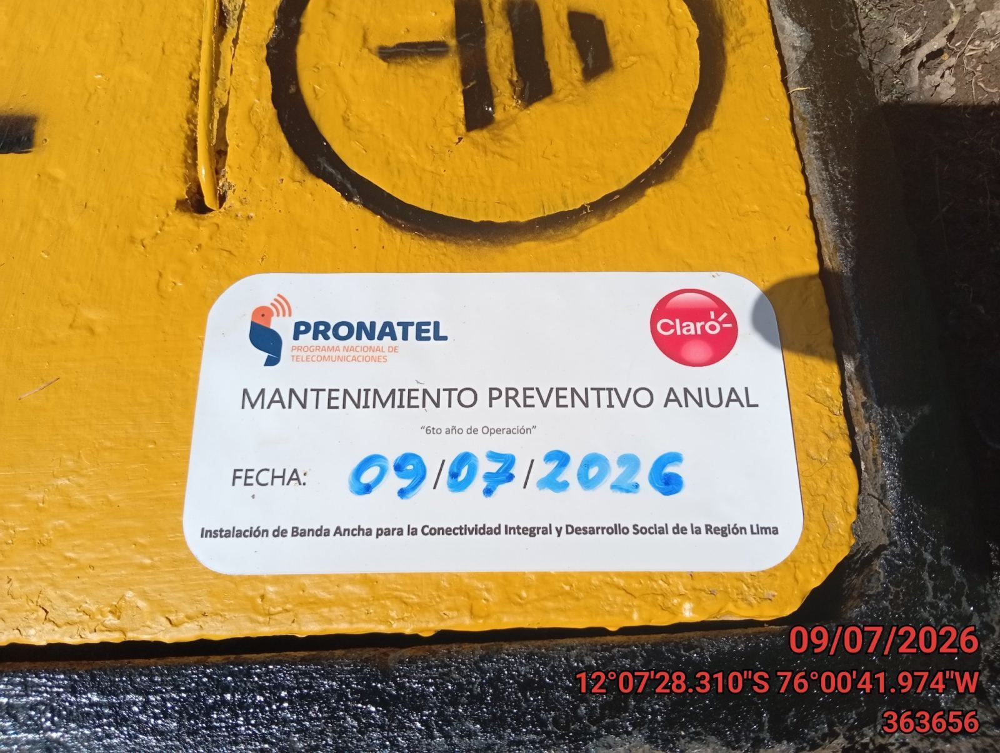 PRONATEL
PROGRAMA NACIONAL DE
TELECOMUNICACIONES
Claro
MANTENIMIENTO PREVENTIVO ANUAL
“6to año de Operación”
FECHA: 09/07/2026
Instalación de Banda Ancha para la Conectividad Integral y Desarrollo Social de la Región Lima
09/07/2026
12°07'28.310"S 76°00'41.974"W
363656